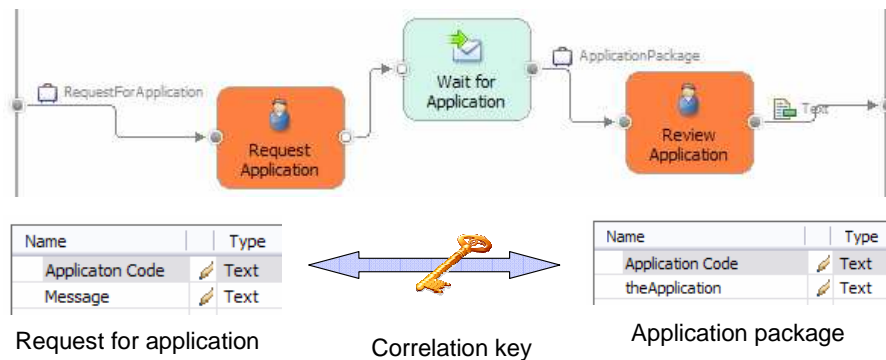 RequestForApplication
Request
Application
Wait for
Application
ApplicationPackage
Review
Application
Text
Name Type
Applicaton Code Text
Message Text
Request for application
Correlation key
Name Type
Application Code Text
theApplication Text
Application package